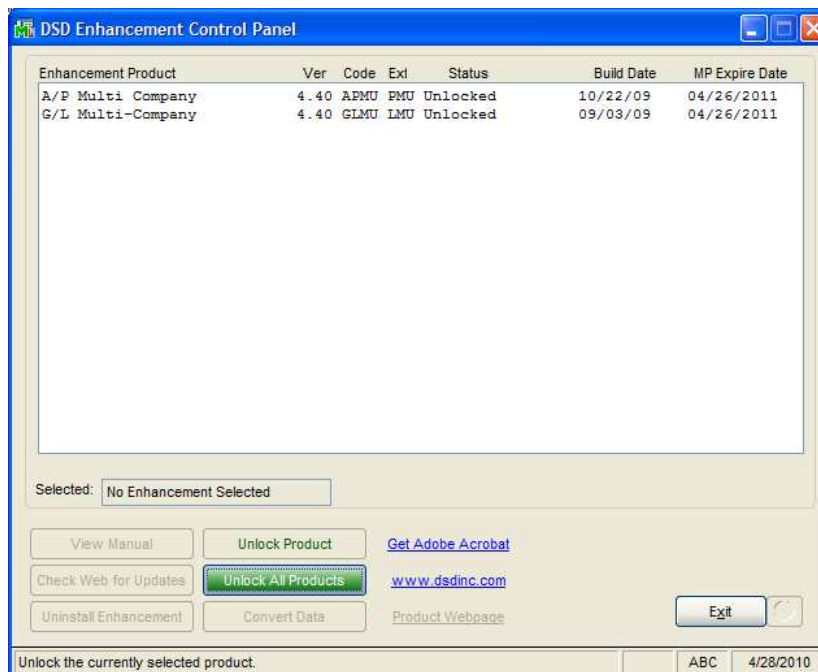 DSD Enhancement Control Panel
Enhancement Product Ver Code Ext Status Build Date MP Expire Date
A/P Multi Company 4.40 APMU PMU Unlocked 10/22/09 04/26/2011
G/L Multi-Company 4.40 GLMU LMU Unlocked 09/03/09 04/26/2011
Selected: No Enhancement Selected
View Manual Unlock Product Get Adobe Acrobat
Check Web for Updates Unlock All Products www.dsdinc.com
Uninstall Enhancement Convert Data Product Webpage Exit
Unlock the currently selected product. ABC 4/28/2010